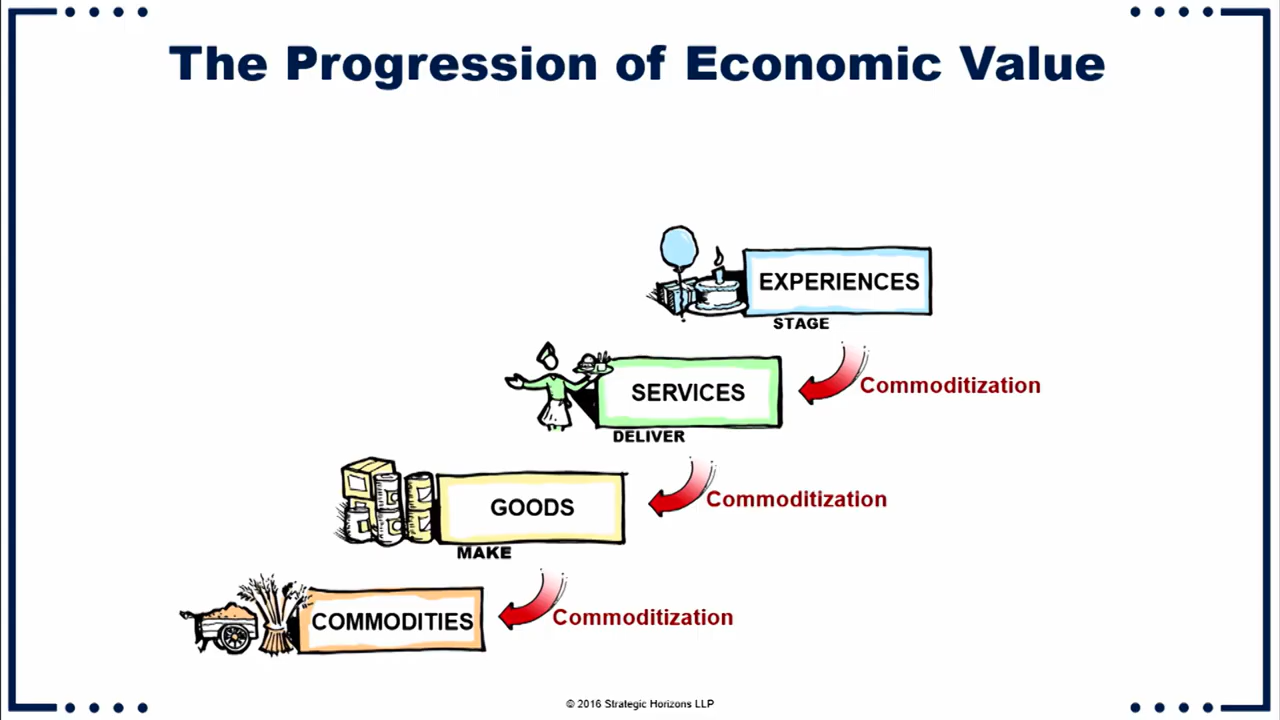 The Progression of Economic Value
EXPERIENCES
STAGE
Commoditization
SERVICES
DELIVER
Commoditization
GOODS
MAKE
Commoditization
COMMODITIES
© 2016 Strategic Horizons LLP